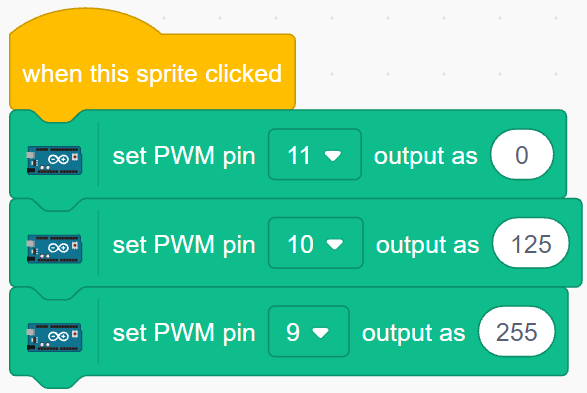 when this sprite clicked
set PWM pin 11 output as 0
set PWM pin 10 output as 125
set PWM pin 9 output as 255